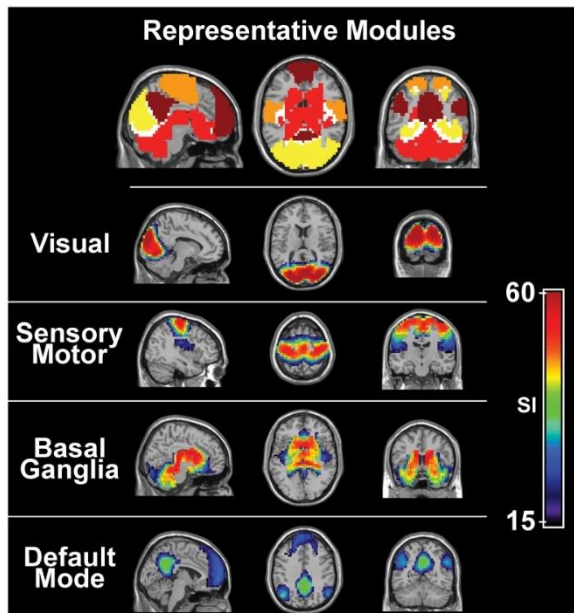 Representative Modules
Visual
60
Sensory
Motor
SI
Basal
Ganglia
15
Default
Mode